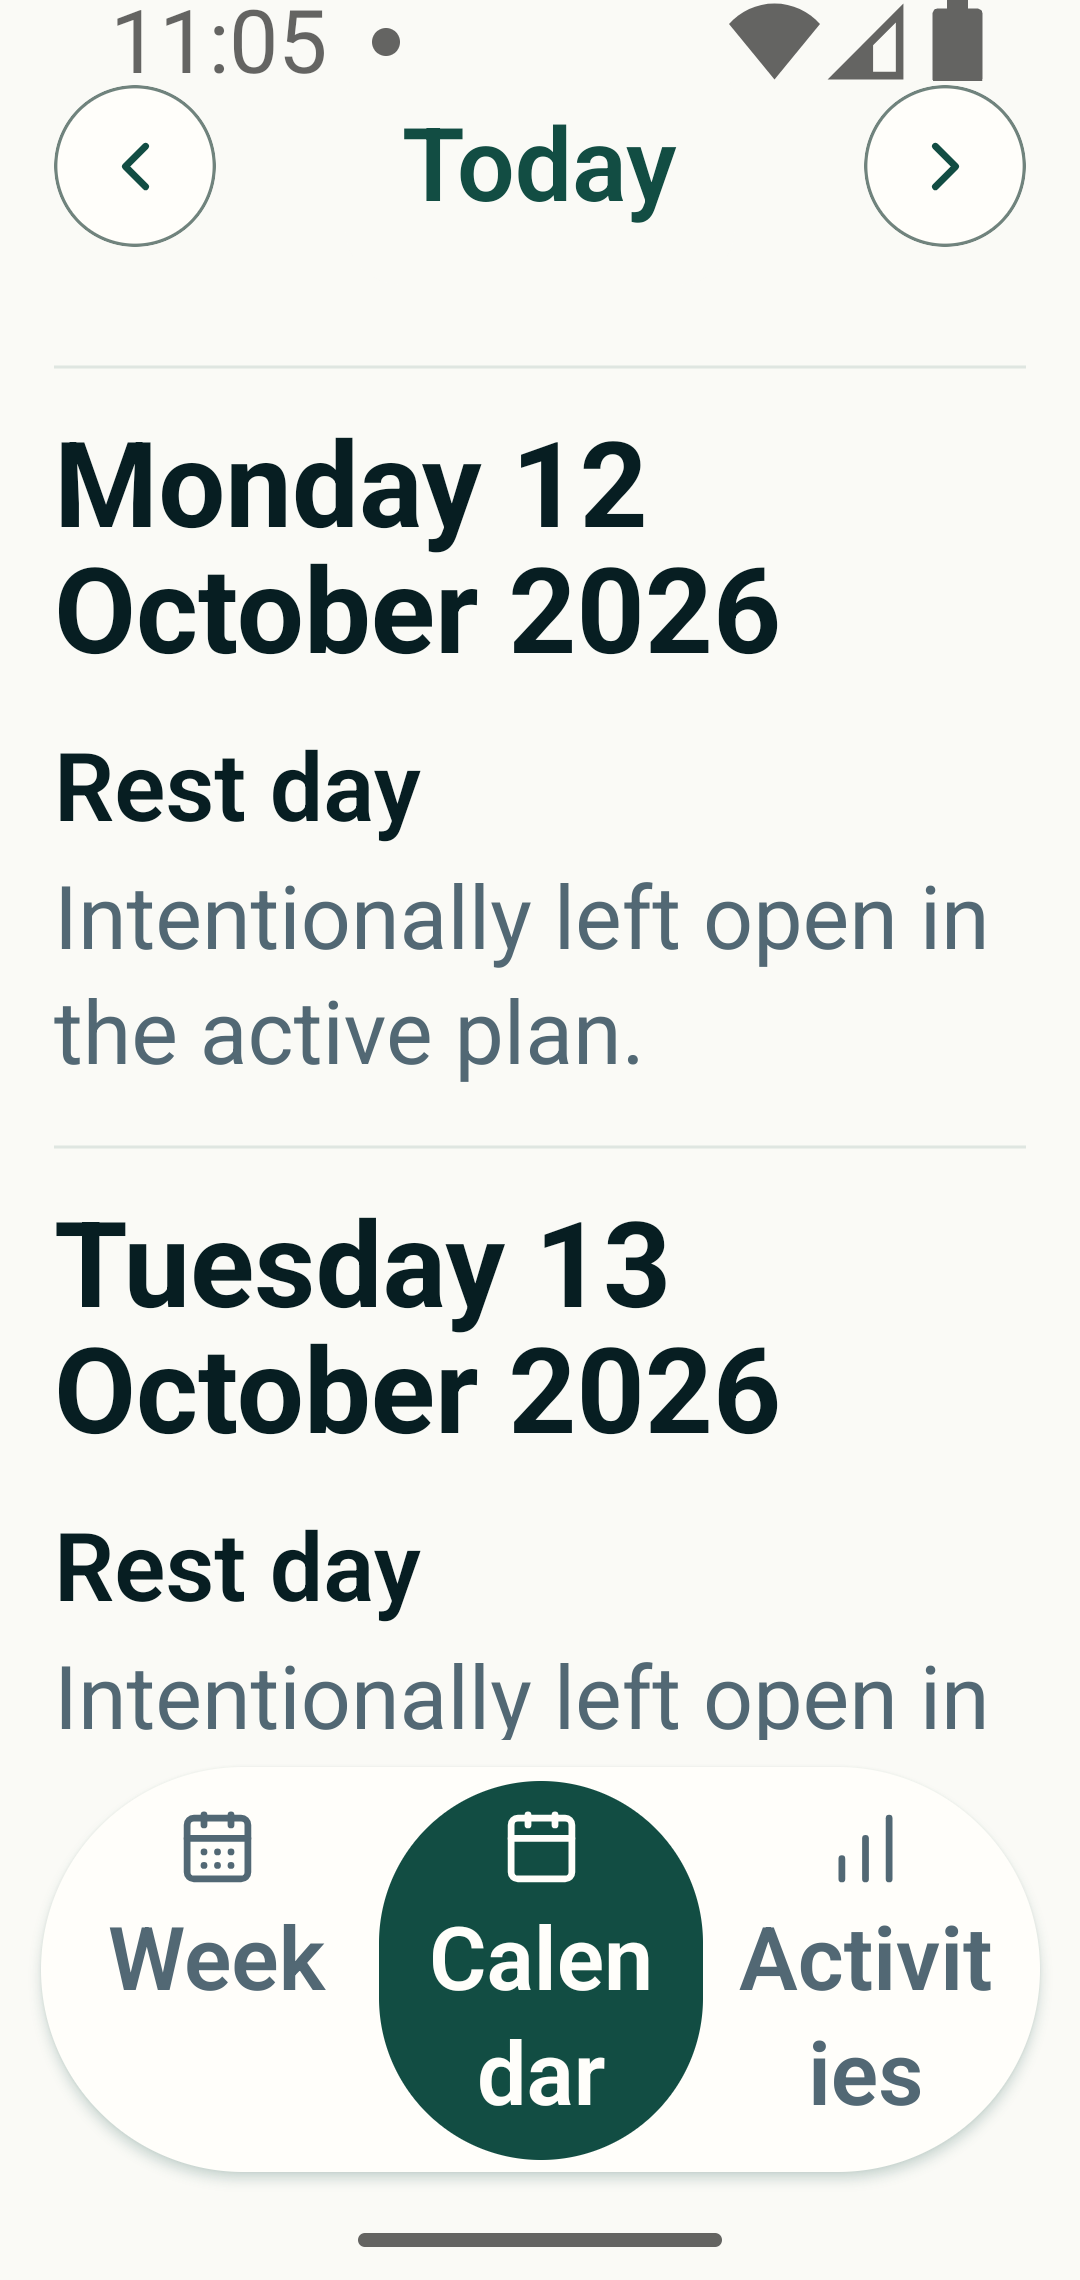 11:05
Today
Monday 12
October 2026
Rest day
Intentionally left open in
the active plan.
Tuesday 13
October 2026
Rest day
Intentionally left open in
Week
Calen
dar
Activit
ies